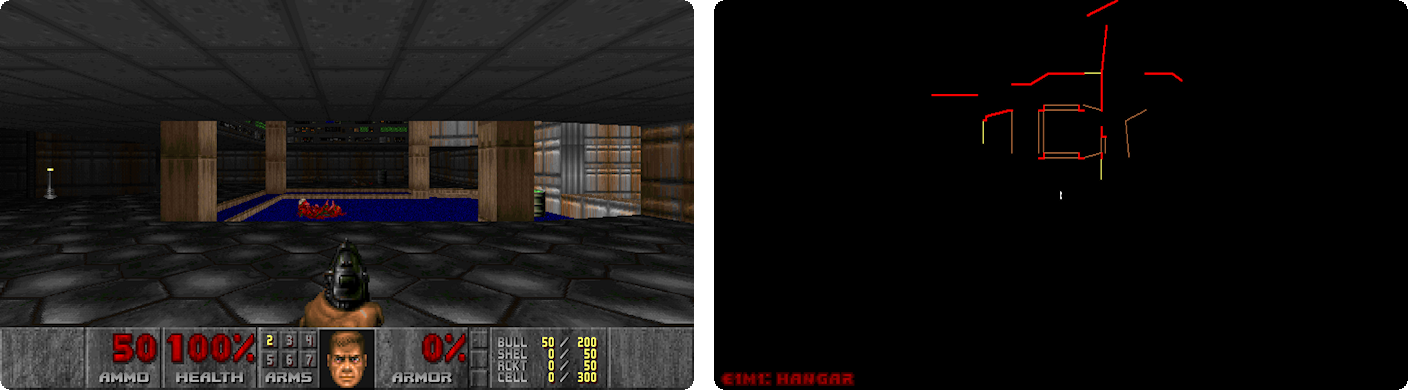 50 100% 2 3 4 0% BULL 50 / 200
5 6 7 SHEL 0 / 50
RCKT 0 / 50
AMMO HEALTH ARMS ARMOR CELL 0 / 300
E1M1: HANGAR